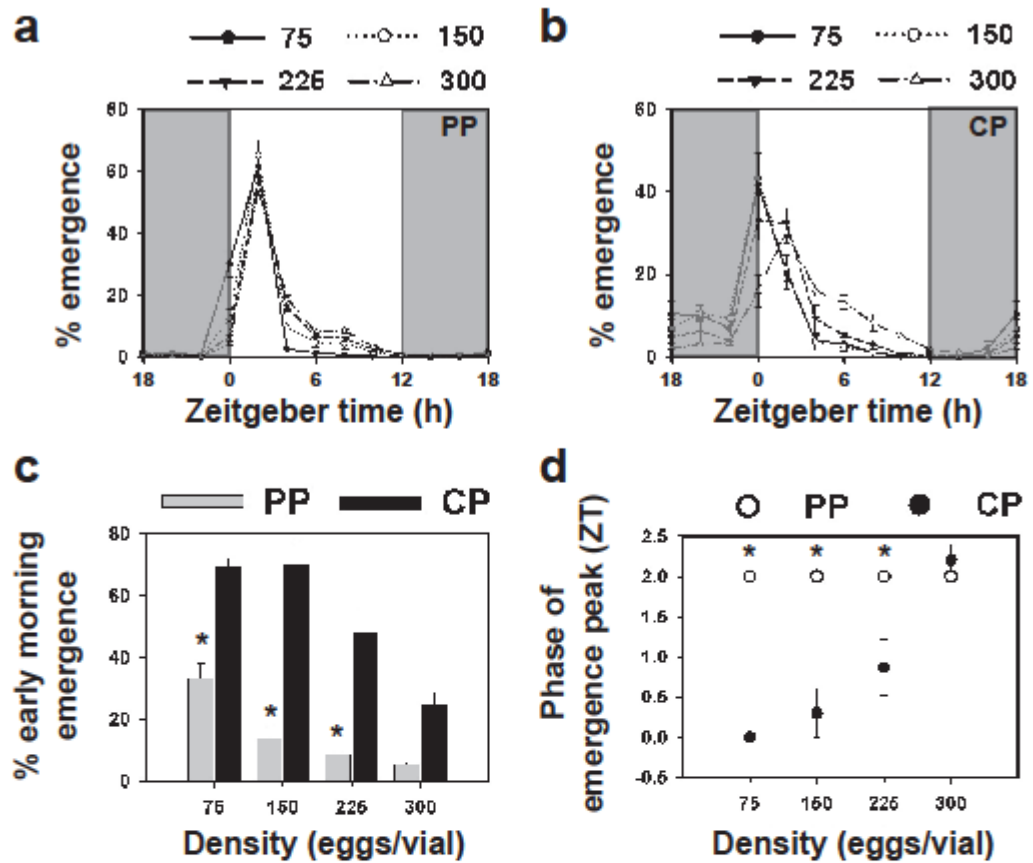 a
75
150
226
300
80
60
40
20
0
% emergence
PP
18
0
6
12
18
Zeitgeber time (h)
b
75
150
225
300
60
40
20
0
% emergence
CP
18
0
6
12
18
Zeitgeber time (h)
c
PP
CP
80
60
40
20
0
% early morning
emergence
*
*
*
75
150
225
300
Density (eggs/vial)
d
PP
CP
2.5
2.0
1.5
1.0
0.5
0.0
-0.5
Phase of
emergence peak (ZT)
*
*
*
75
150
225
300
Density (eggs/vial)